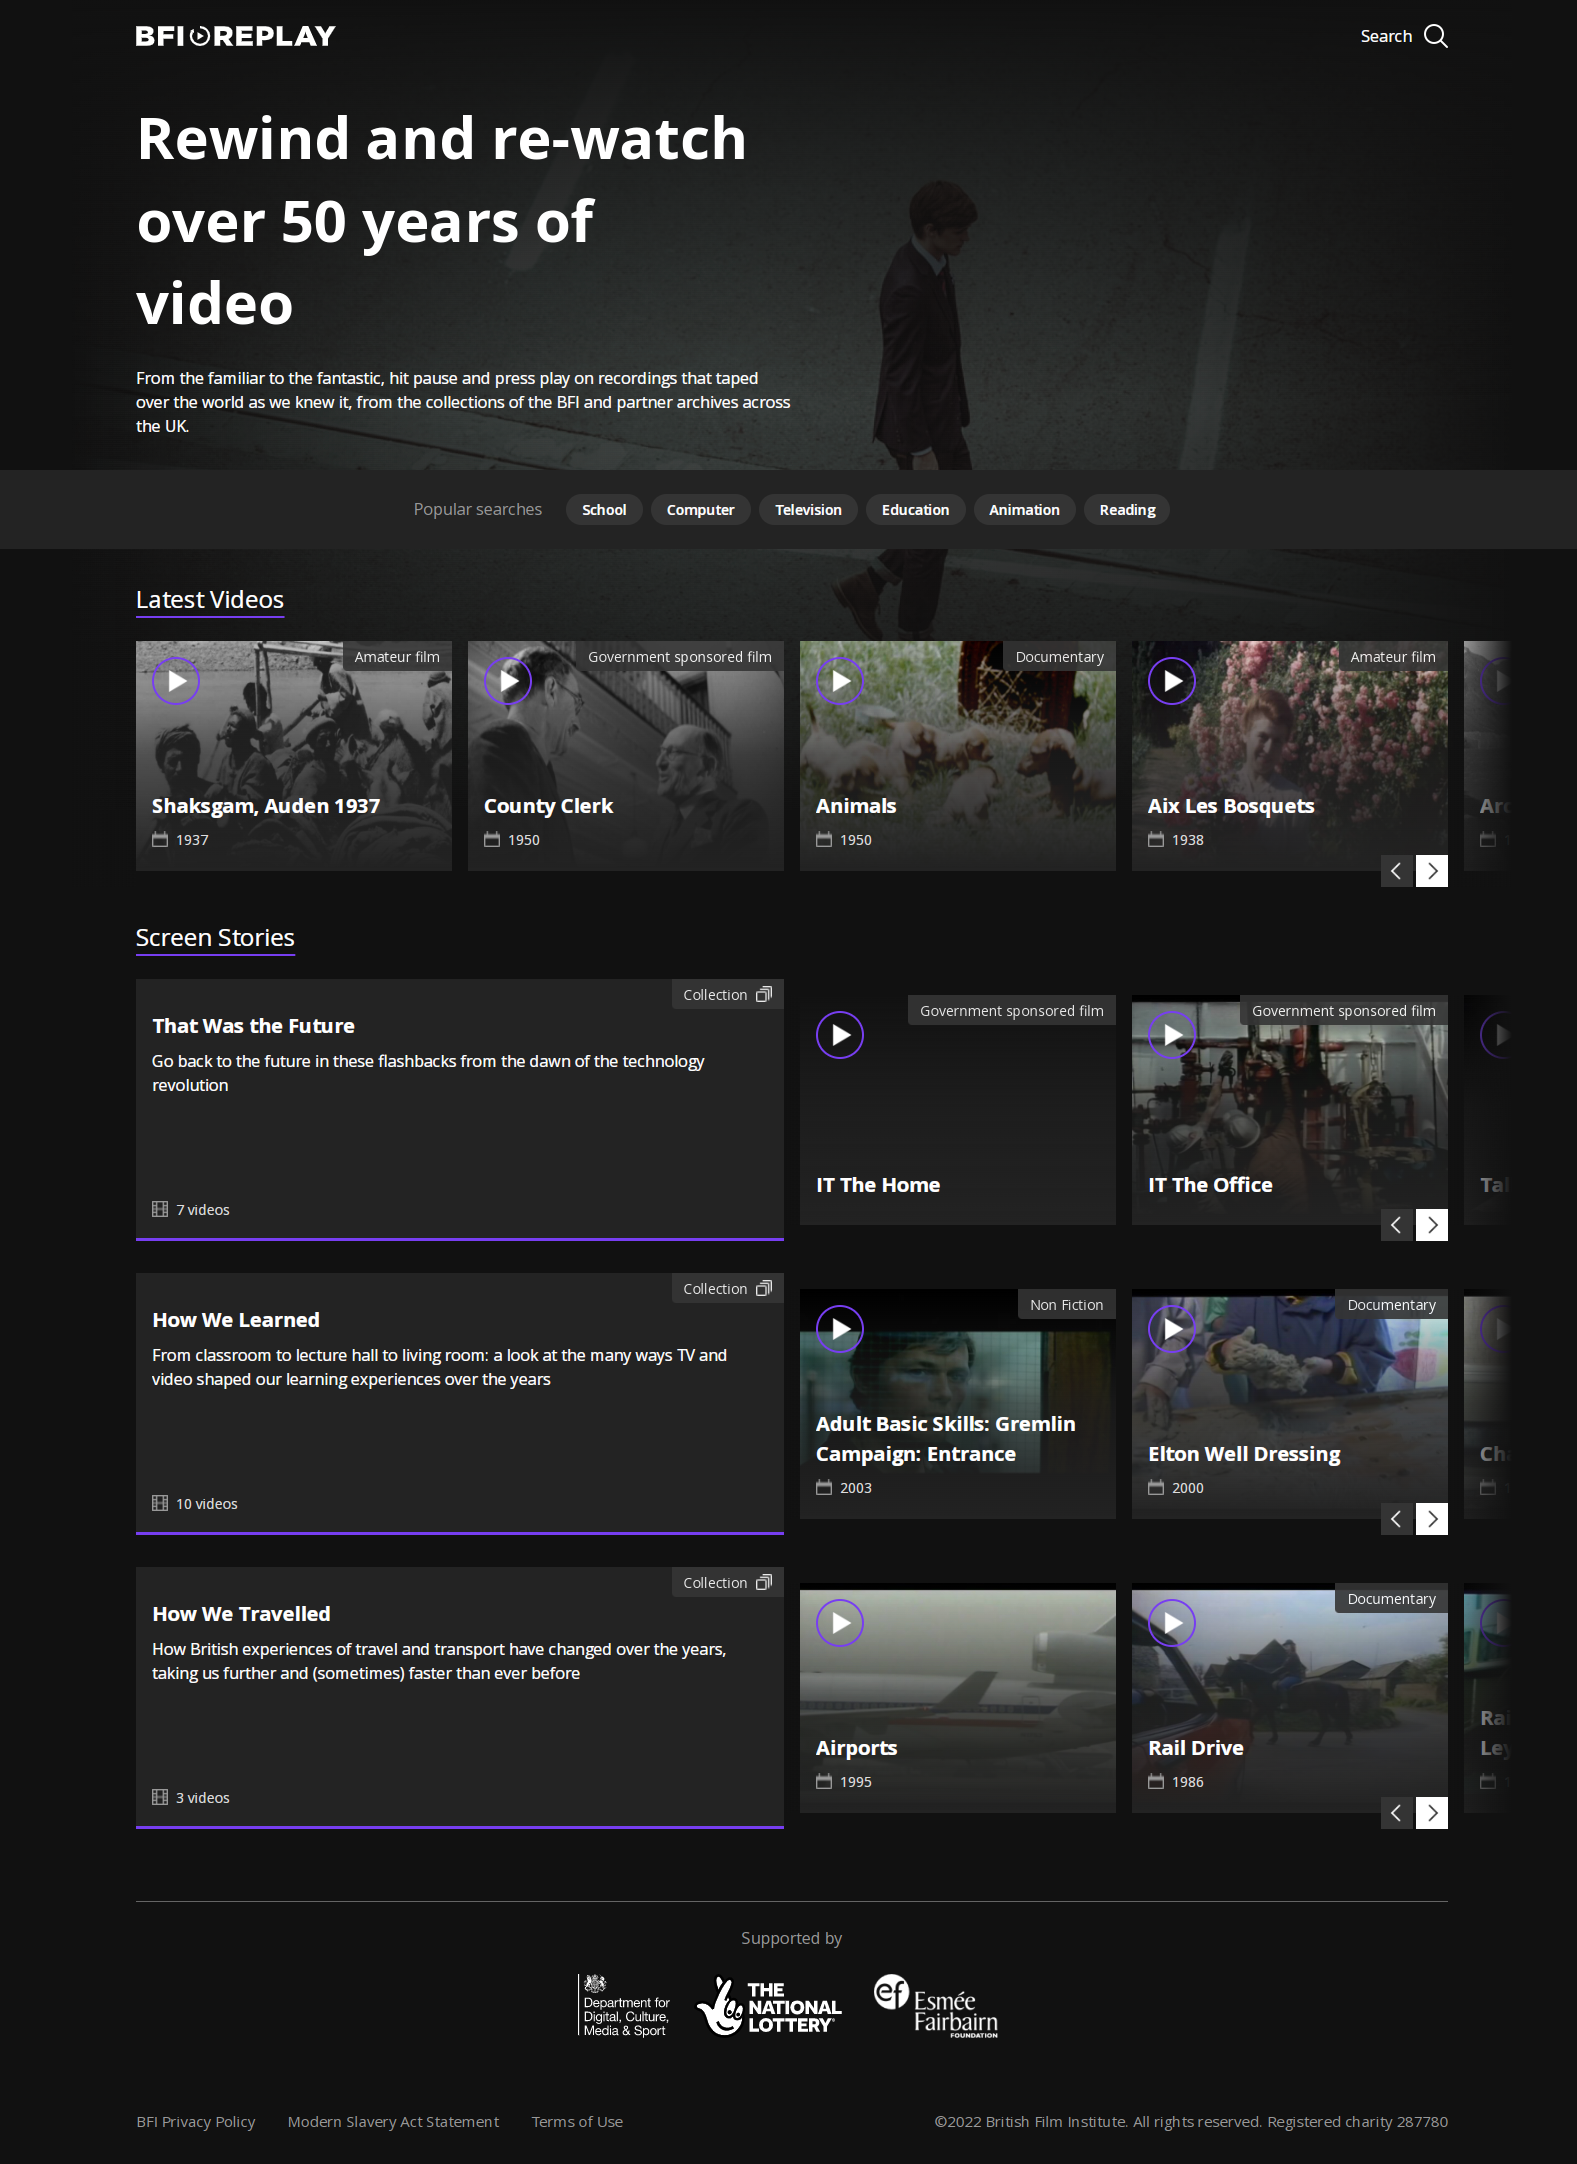 BFI REPLAY
Search
Rewind and re-watch
over 50 years of
video
From the familiar to the fantastic, hit pause and press play on recordings that taped
over the world as we knew it, from the collections of the BFI and partner archives across
the UK.
Popular searches School Computer Television Education Animation Reading
Latest Videos
Amateur film
Shaksgam, Auden 1937
1937
Government sponsored film
County Clerk
1950
Documentary
Animals
1950
Amateur film
Aix Les Bosquets
1938
Screen Stories
Collection
That Was the Future
Go back to the future in these flashbacks from the dawn of the technology
revolution
7 videos
Government sponsored film
IT The Home
Government sponsored film
IT The Office
Collection
How We Learned
From classroom to lecture hall to living room: a look at the many ways TV and
video shaped our learning experiences over the years
10 videos
Non Fiction
Adult Basic Skills: Gremlin
Campaign: Entrance
2003
Documentary
Elton Well Dressing
2000
Collection
How We Travelled
How British experiences of travel and transport have changed over the years,
taking us further and (sometimes) faster than ever before
3 videos
Airports
1995
Documentary
Rail Drive
1986
Supported by
Department for
Digital, Culture,
Media & Sport
THE
NATIONAL
LOTTERY®
ef
Esmée
Fairbairn
FOUNDATION
BFI Privacy Policy
Modern Slavery Act Statement
Terms of Use
©2022 British Film Institute. All rights reserved. Registered charity 287780